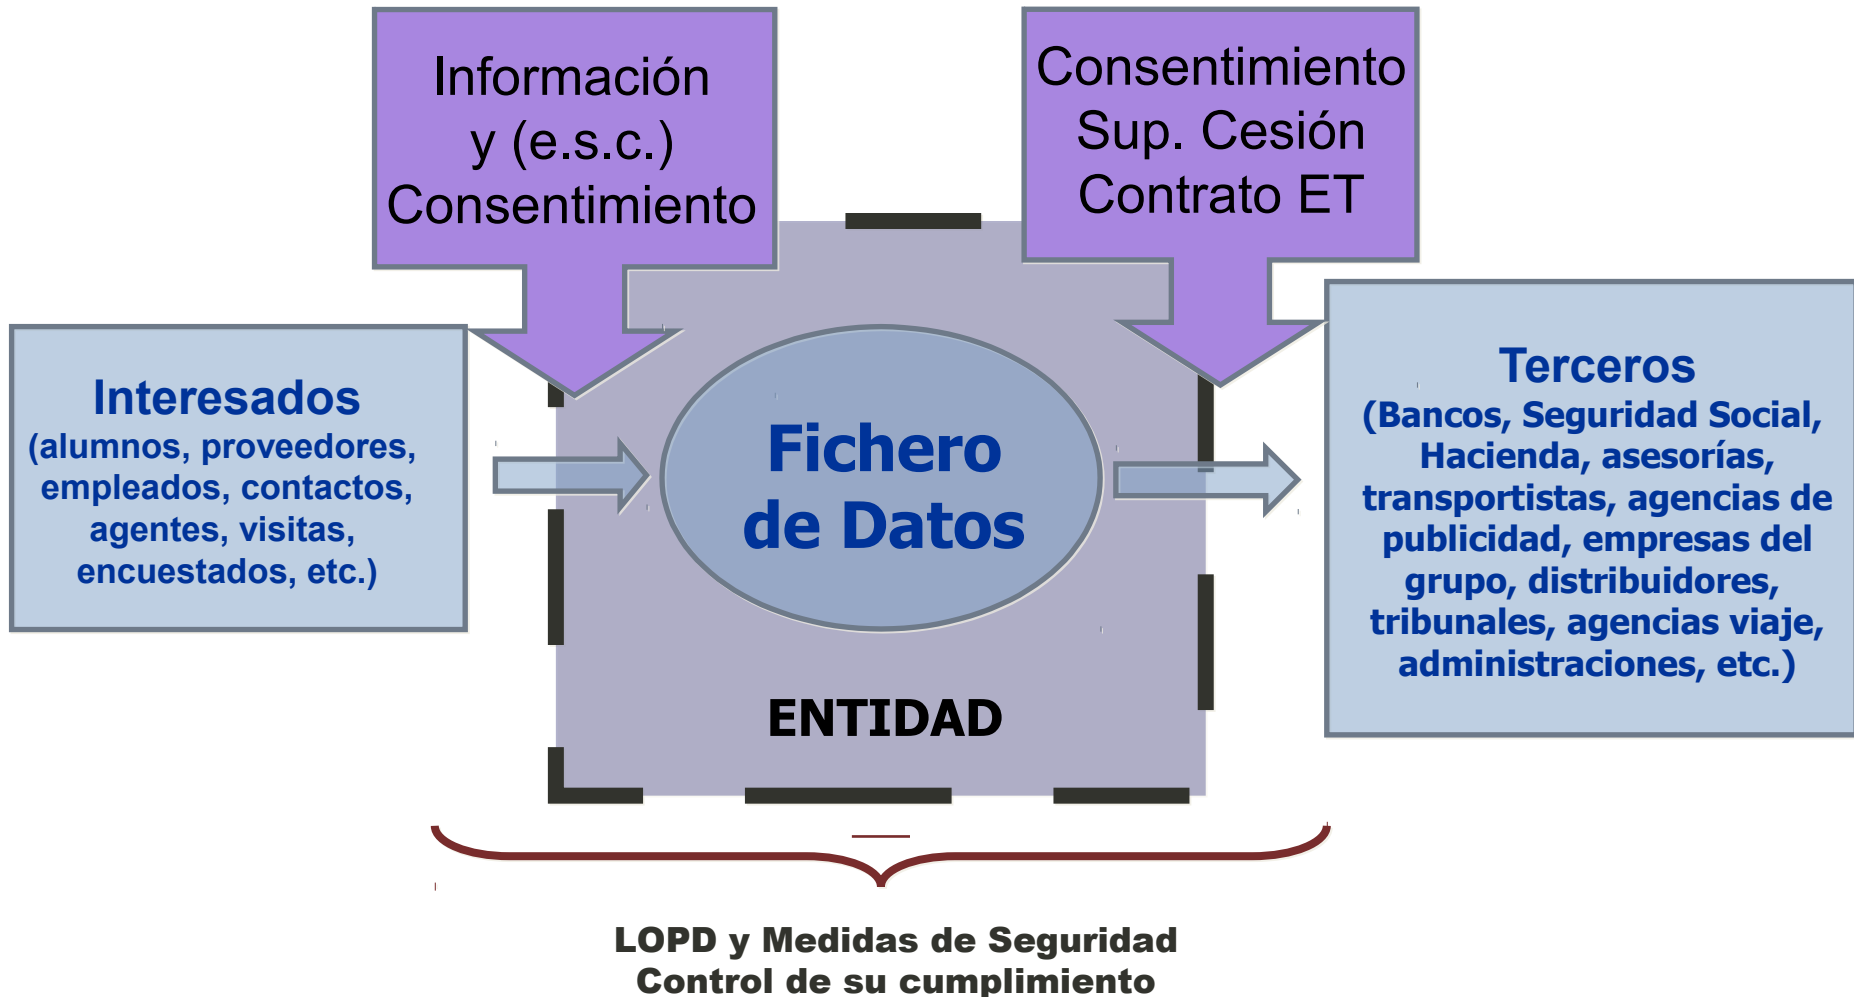 Información
y (e.s.c.)
Consentimiento
Consentimiento
Sup. Cesión
Contrato ET
Interesados
(alumnos, proveedores,
empleados, contactos,
agentes, visitas,
encuestados, etc.)
Fichero
de Datos
ENTIDAD
Terceros
(Bancos, Seguridad Social,
Hacienda, asesorías,
transportistas, agencias de
publicidad, empresas del
grupo, distribuidores,
tribunales, agencias viaje,
administraciones, etc.)
LOPD y Medidas de Seguridad
Control de su cumplimiento